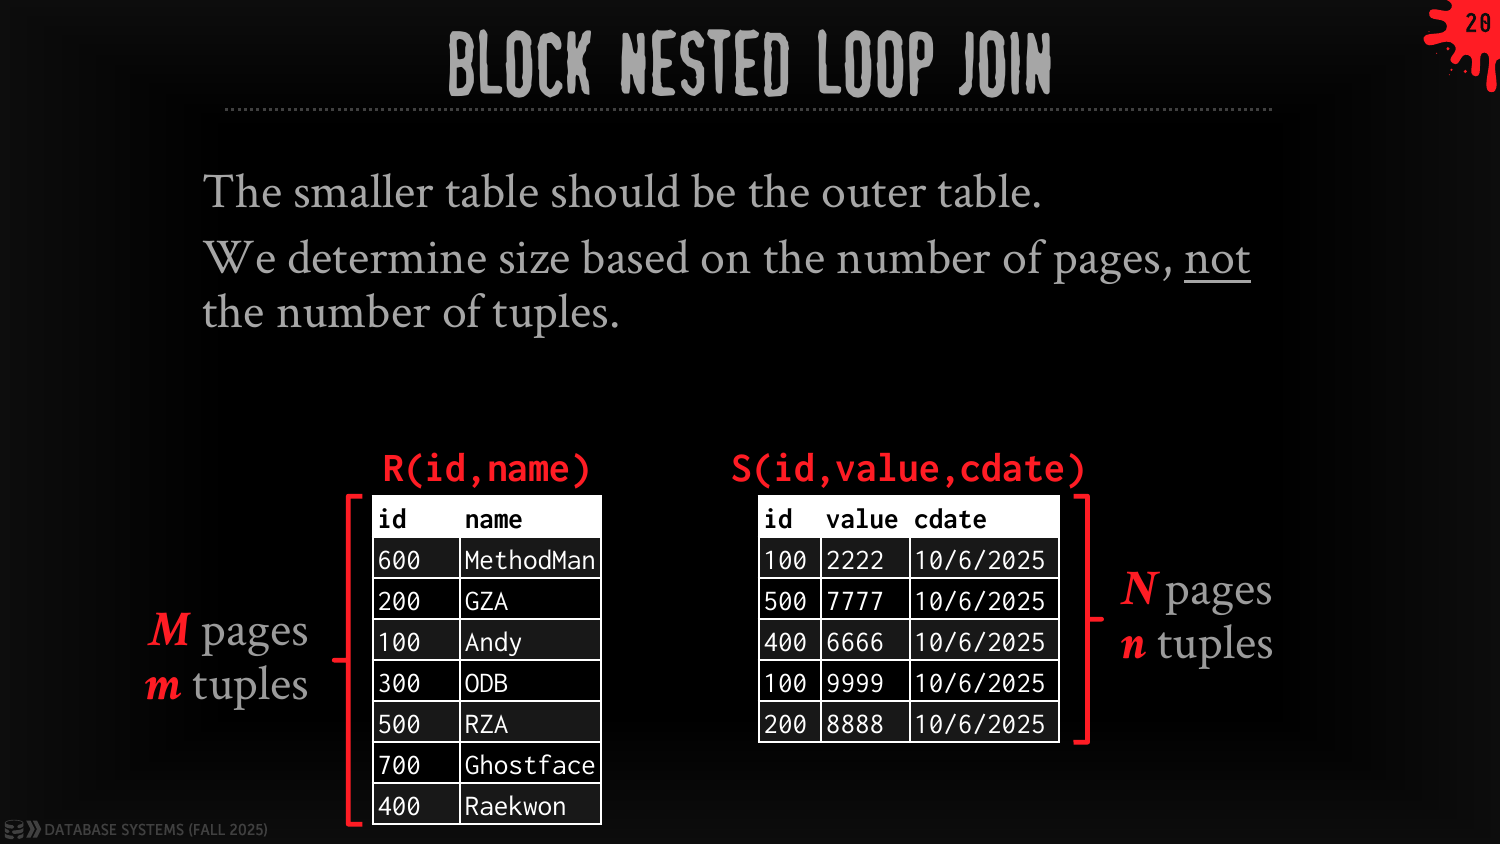 20
BLOCK NESTED LOOP JOIN
The smaller table should be the outer table.
We determine size based on the number of pages, not
the number of tuples.
R(id,name)
M pages
m tuples
id name
600 MethodMan
200 GZA
100 Andy
300 ODB
500 RZA
700 Ghostface
400 Raekwon
S(id,value,cdate)
id value cdate
100 2222 10/6/2025
500 7777 10/6/2025
400 6666 10/6/2025
100 9999 10/6/2025
200 8888 10/6/2025
N pages
n tuples
DATABASE SYSTEMS (FALL 2025)